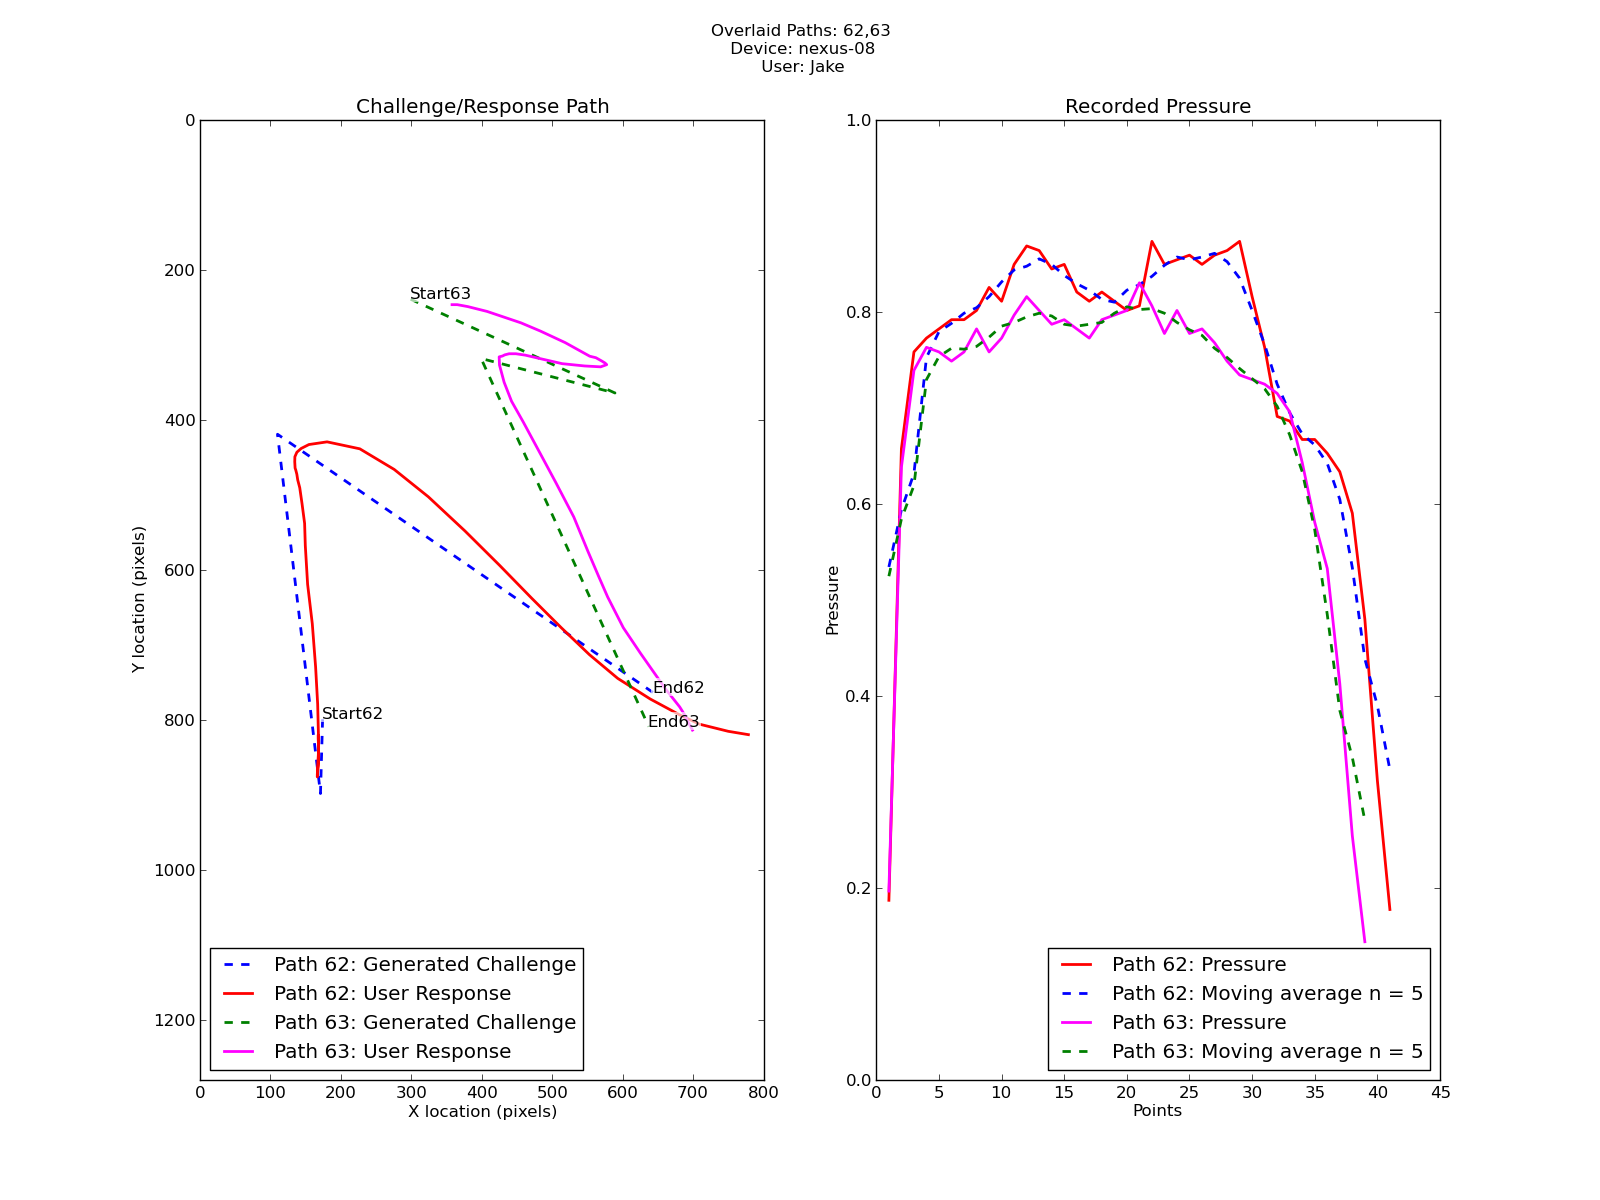 Overlaid Paths: 62,63
Device: nexus-08
User: Jake
Challenge/Response Path
0
200
400
600
800
1000
1200
Y location (pixels)
Start63
Start62
End62
End63
Path 62: Generated Challenge
Path 62: User Response
Path 63: Generated Challenge
Path 63: User Response
0 100 200 300 400 500 600 700 800
X location (pixels)
Recorded Pressure
1.0
0.8
0.6
0.4
0.2
0.0
Pressure
Path 62: Pressure
Path 62: Moving average n = 5
Path 63: Pressure
Path 63: Moving average n = 5
0 5 10 15 20 25 30 35 40 45
Points